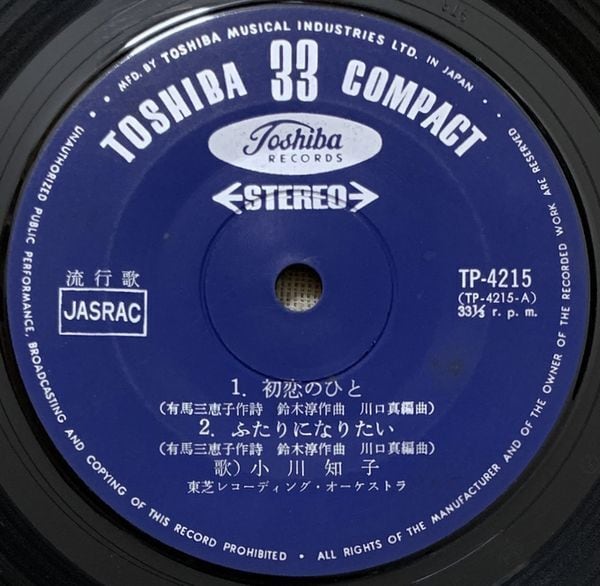 • MFD. BY TOSHIBA MUSICAL INDUSTRIES LTD. IN JAPAN •
TOSHIBA 33 COMPACT
Toshiba
RECORDS
STEREO
流行歌
JASRAC
TP-4215
(TP-4215-A)
33⅓ r. p. m.
1. 初恋のひと
(有馬三恵子作詩 鈴木淳作曲 川口真編曲)
2. ふたりになりたい
(有馬三恵子作詩 鈴木淳作曲 川口真編曲)
歌) 小川知子
東芝レコーディング・オーケストラ
UNAUTHORIZED PUBLIC PERFORMANCE, BROADCASTING AND COPYING OF THIS RECORD PROHIBITED • ALL RIGHTS OF THE MANUFACTURER AND OF THE OWNER OF THE RECORDED WORK ARE RESERVED